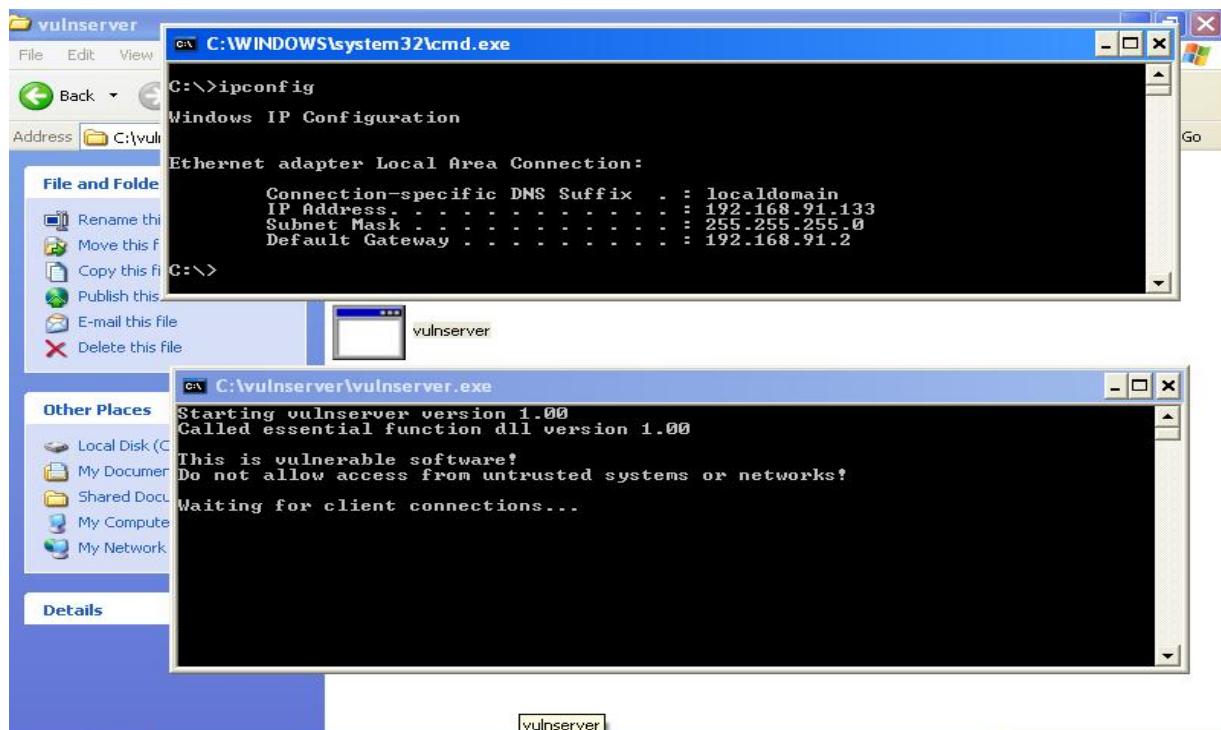 vulnserver
File Edit View
C:\WINDOWS\system32\cmd.exe
Back
Address C:\vuln
Go
C:\>ipconfig
Windows IP Configuration
Ethernet adapter Local Area Connection:
Connection-specific DNS Suffix . : localdomain
IP Address. . . . . . . . . . . . : 192.168.91.133
Subnet Mask . . . . . . . . . . . : 255.255.255.0
Default Gateway . . . . . . . . . : 192.168.91.2
C:\>
File and Folde
Rename thi
Move this f
Copy this fi
Publish this
E-mail this file
Delete this file
vulnserver
Other Places
Local Disk (C
My Documen
Shared Docu
My Compute
My Network
Details
C:\vulnserver\vulnserver.exe
Starting vulnserver version 1.00
Called essential function dll version 1.00
This is vulnerable software!
Do not allow access from untrusted systems or networks!
Waiting for client connections...
vulnserver